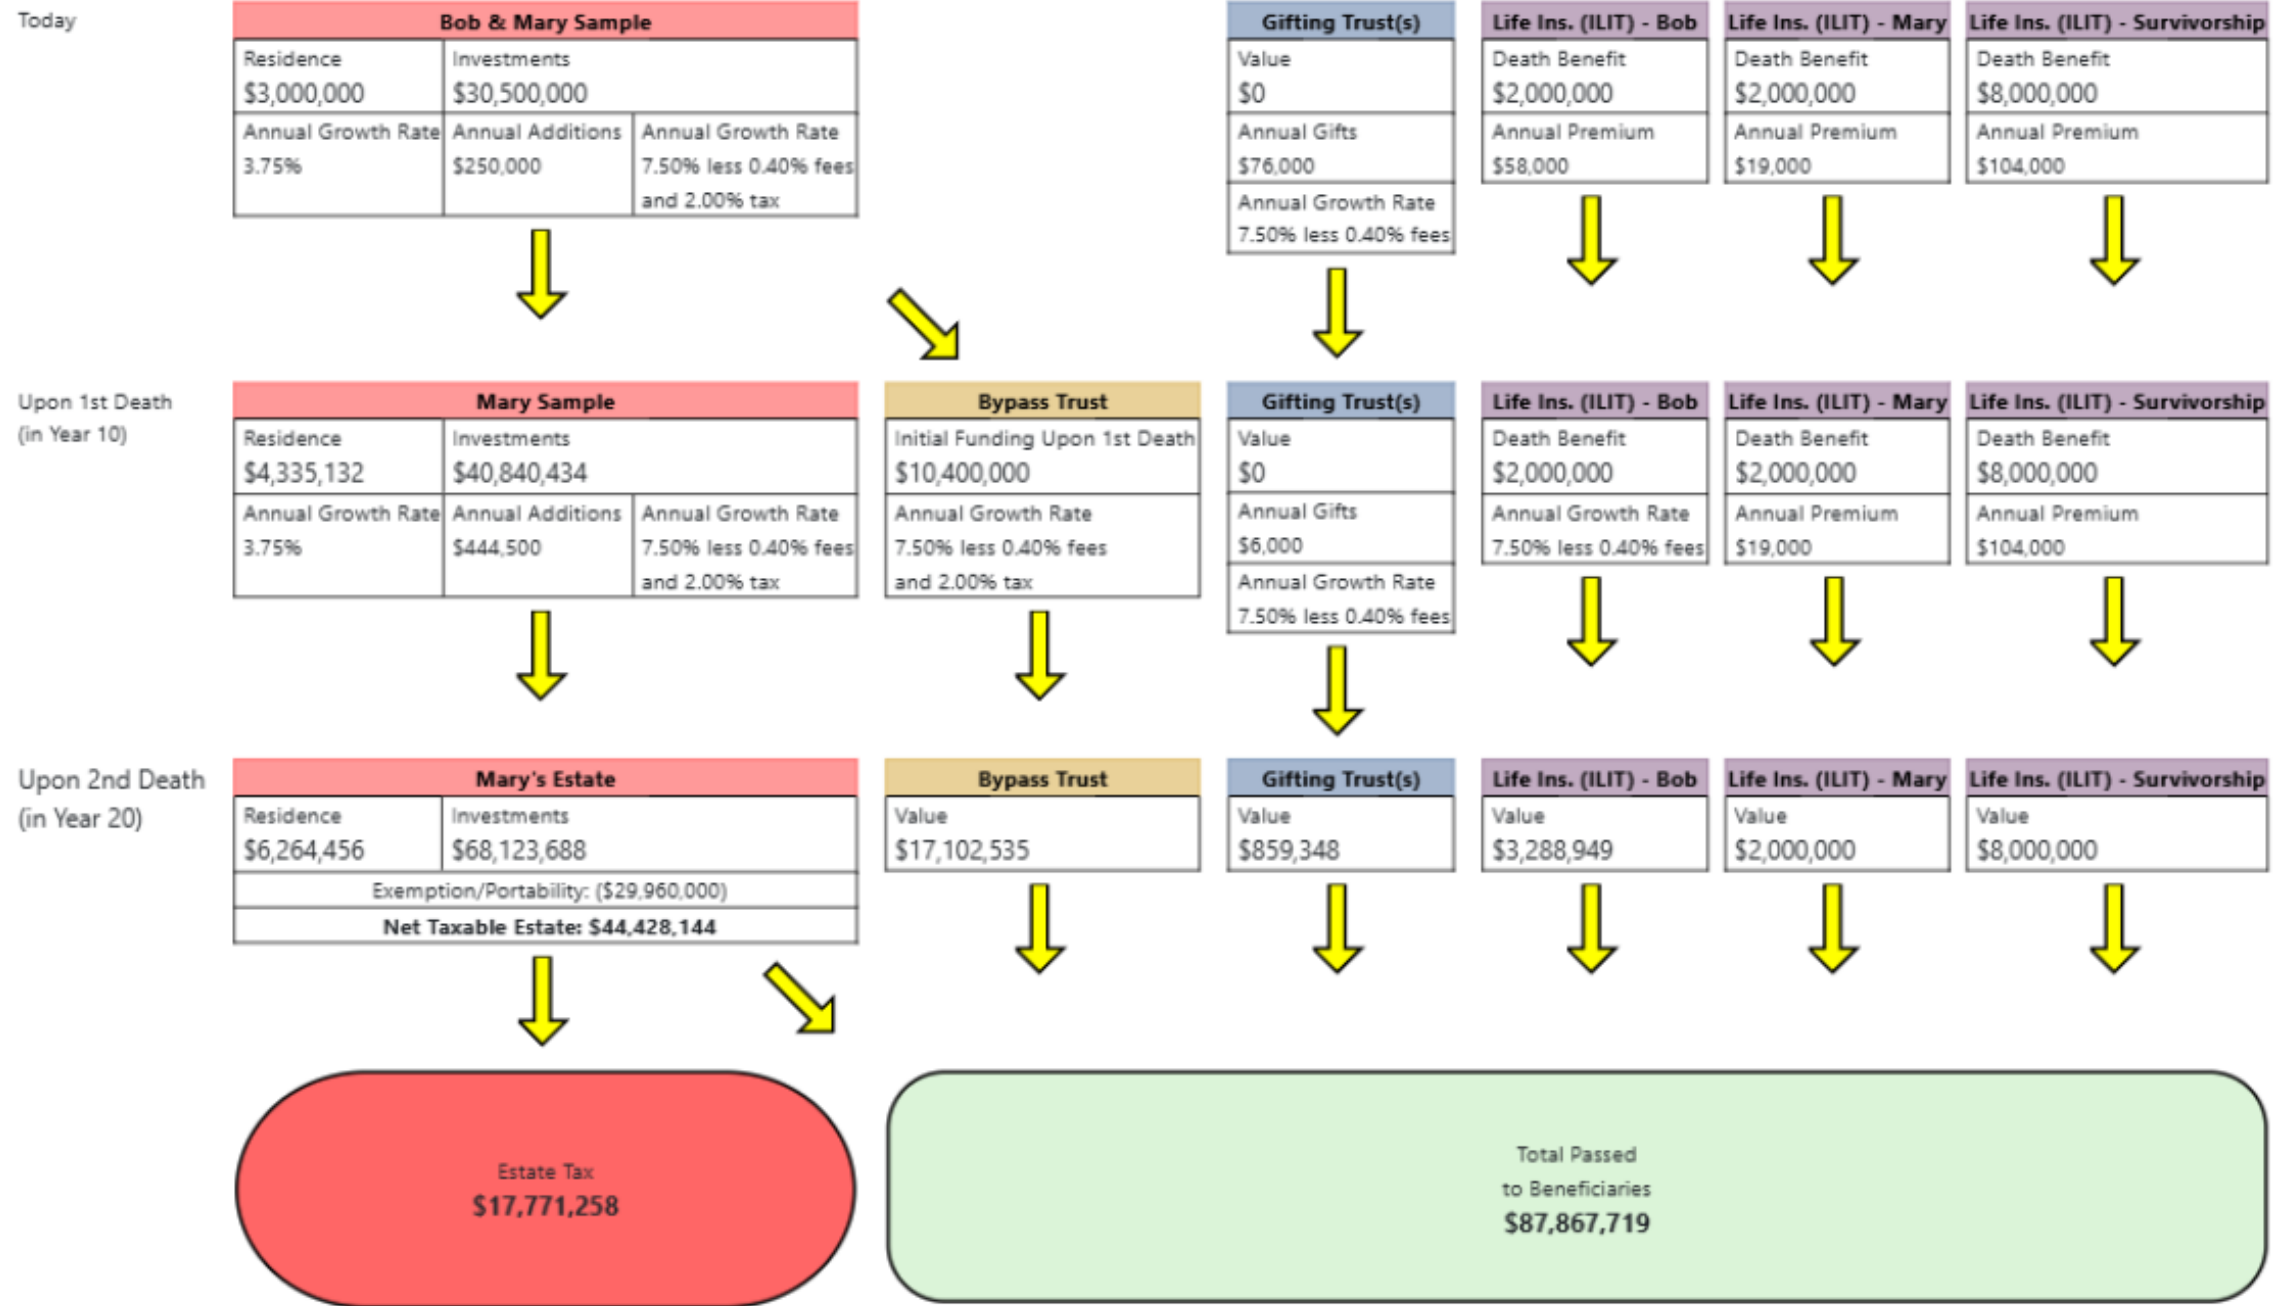 Today
Bob & Mary Sample
Residence
$3,000,000
Investments
$30,500,000
Annual Growth Rate
3.75%
Annual Additions
$250,000
Annual Growth Rate
7.50% less 0.40% fees
and 2.00% tax
Gifting Trust(s)
Value
$0
Annual Gifts
$76,000
Annual Growth Rate
7.50% less 0.40% fees
Life Ins. (ILIT) - Bob
Death Benefit
$2,000,000
Annual Premium
$58,000
Life Ins. (ILIT) - Mary
Death Benefit
$2,000,000
Annual Premium
$19,000
Life Ins. (ILIT) - Survivorship
Death Benefit
$8,000,000
Annual Premium
$104,000
Upon 1st Death
(in Year 10)
Mary Sample
Residence
$4,335,132
Investments
$40,840,434
Annual Growth Rate
3.75%
Annual Additions
$444,500
Annual Growth Rate
7.50% less 0.40% fees
and 2.00% tax
Bypass Trust
Initial Funding Upon 1st Death
$10,400,000
Annual Growth Rate
7.50% less 0.40% fees
and 2.00% tax
Gifting Trust(s)
Value
$0
Annual Gifts
$6,000
Annual Growth Rate
7.50% less 0.40% fees
Life Ins. (ILIT) - Bob
Death Benefit
$2,000,000
Annual Growth Rate
7.50% less 0.40% fees
Life Ins. (ILIT) - Mary
Death Benefit
$2,000,000
Annual Premium
$19,000
Life Ins. (ILIT) - Survivorship
Death Benefit
$8,000,000
Annual Premium
$104,000
Upon 2nd Death
(in Year 20)
Mary's Estate
Residence
$6,264,456
Investments
$68,123,688
Exemption/Portability: ($29,960,000)
Net Taxable Estate: $44,428,144
Bypass Trust
Value
$17,102,535
Gifting Trust(s)
Value
$859,348
Life Ins. (ILIT) - Bob
Value
$3,288,949
Life Ins. (ILIT) - Mary
Value
$2,000,000
Life Ins. (ILIT) - Survivorship
Value
$8,000,000
Estate Tax
$17,771,258
Total Passed
to Beneficiaries
$87,867,719